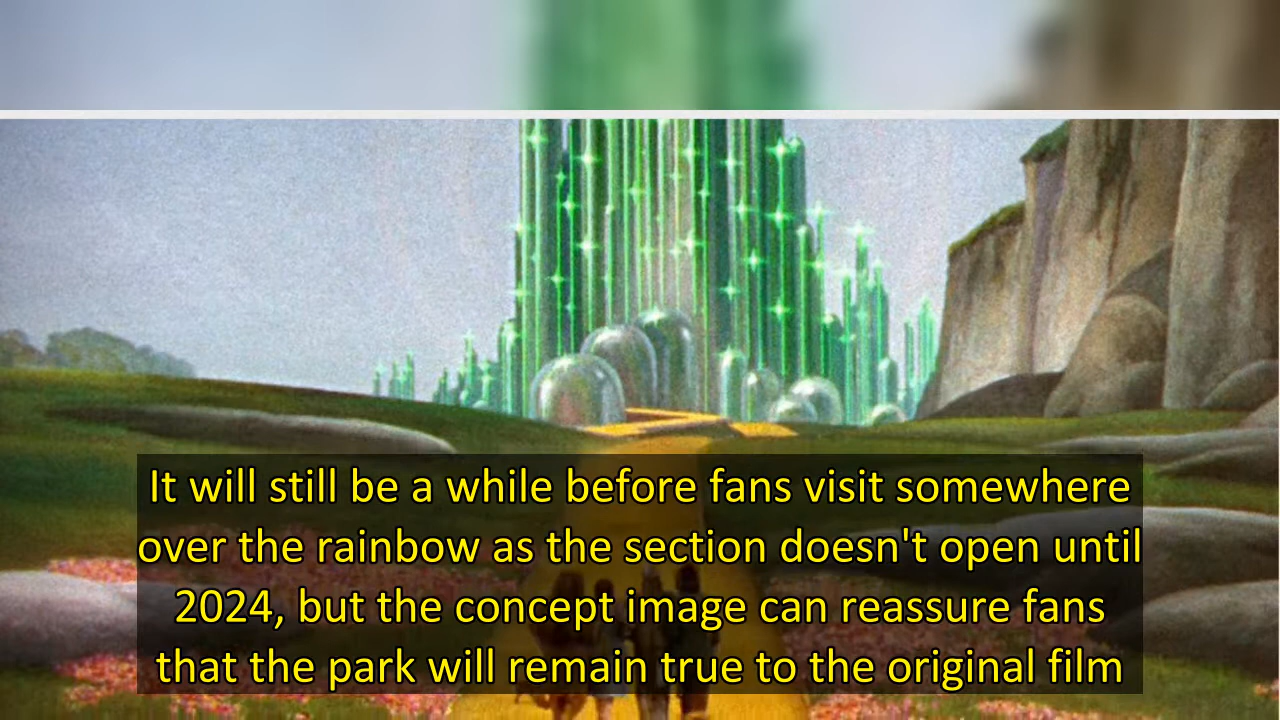 It will still be a while before fans visit somewhere
over the rainbow as the section doesn't open until
2024, but the concept image can reassure fans
that the park will remain true to the original film